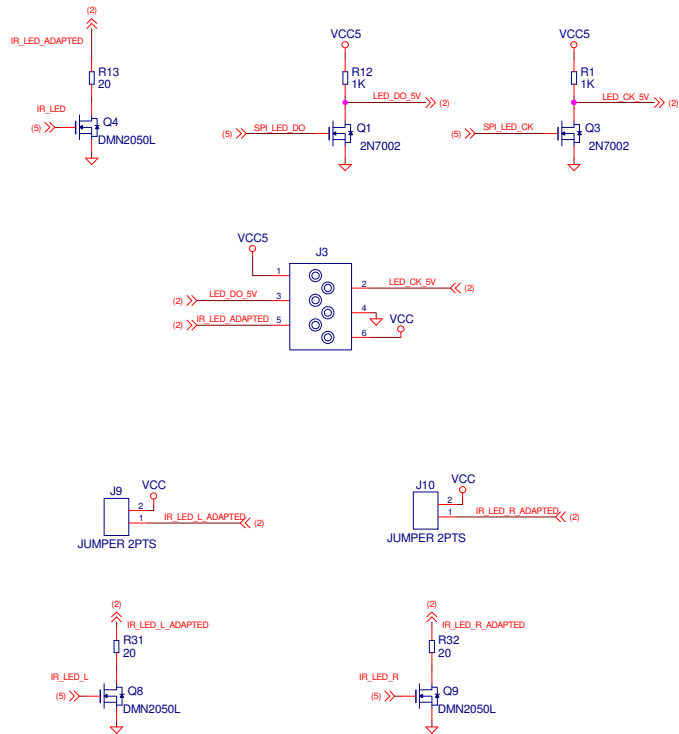 (2)
IR_LED_ADAPTED
R13
20
IR_LED
(5)
Q4
DMN2050L
VCC5
R12
1K
LED_DO_5V
(2)
SPI_LED_DO
(5)
Q1
2N7002
VCC5
R1
1K
LED_CK_5V
(2)
SPI_LED_CK
(5)
Q3
2N7002
VCC5
J3
1
2
LED_CK_5V
(2)
(2)
LED_DO_5V
3
4
(2)
IR_LED_ADAPTED
5
VCC
6
J9
VCC
2
1
IR_LED_L_ADAPTED
(2)
JUMPER 2PTS
J10
VCC
2
1
IR_LED_R_ADAPTED
(2)
JUMPER 2PTS
(2)
IR_LED_L_ADAPTED
R31
20
IR_LED_L
(5)
Q8
DMN2050L
(2)
IR_LED_R_ADAPTED
R32
20
IR_LED_R
(5)
Q9
DMN2050L